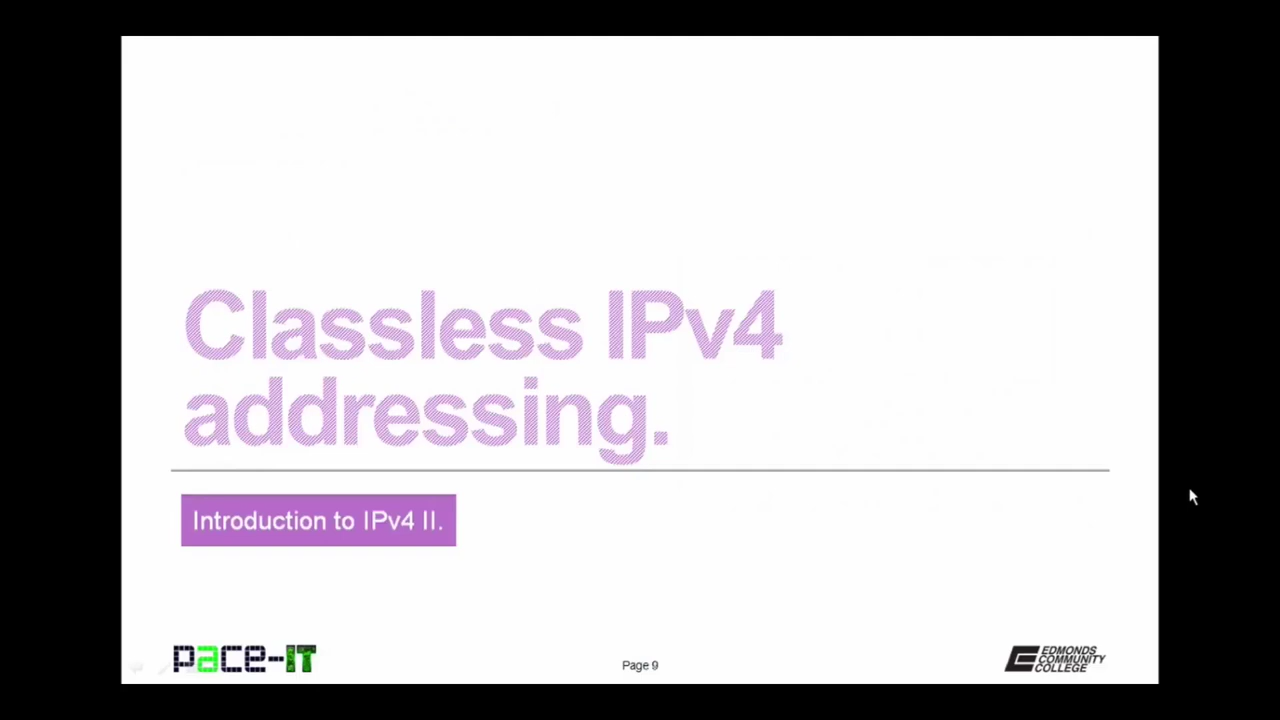 Classless IPv4
addressing.
Introduction to IPv4 II.
pace-IT
Page 9
EDMONDS
COMMUNITY
COLLEGE